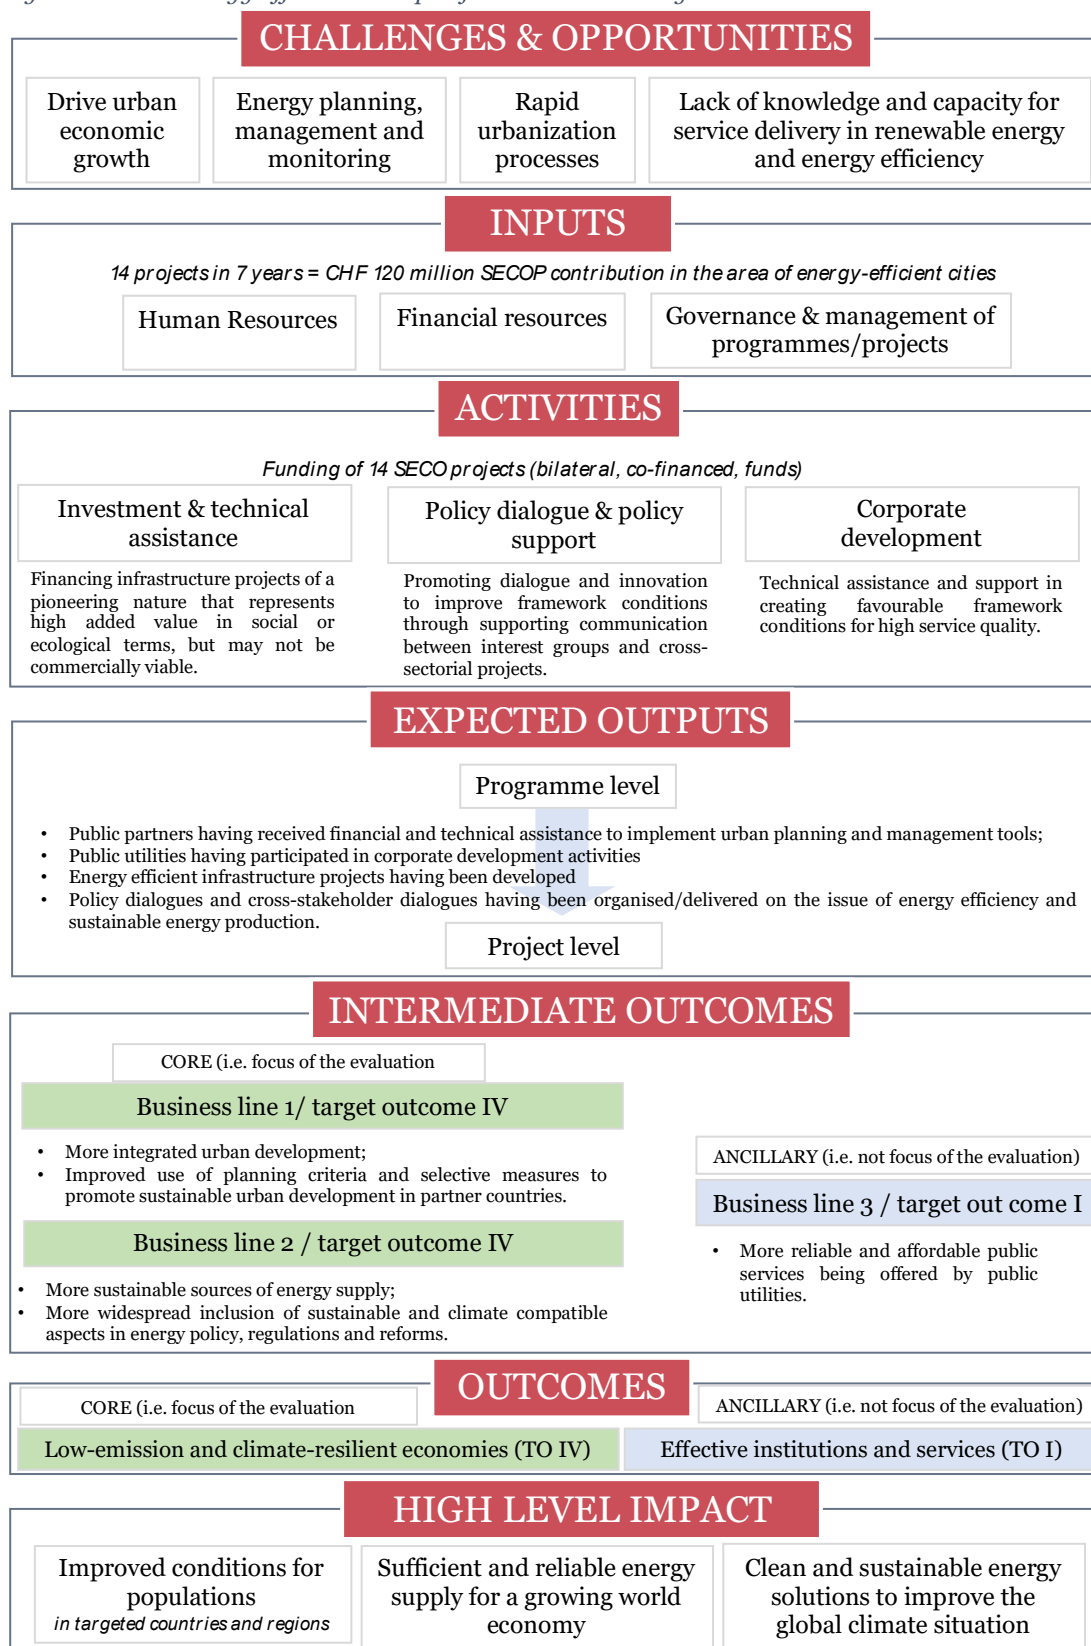 CHALLENGES & OPPORTUNITIES
Drive urban
economic
growth
Energy planning,
management and
monitoring
Rapid
urbanization
processes
Lack of knowledge and capacity for
service delivery in renewable energy
and energy efficiency
INPUTS
14 projects in 7 years = CHF 120 million SECOP contribution in the area of energy-efficient cities
Human Resources
Financial resources
Governance & management of
programmes/projects
ACTIVITIES
Funding of 14 SECO projects (bilateral, co-financed, funds)
Investment & technical
assistance
Financing infrastructure projects of a
pioneering nature that represents
high added value in social or
ecological terms, but may not be
commercially viable.
Policy dialogue & policy
support
Promoting dialogue and innovation
to improve framework conditions
through supporting communication
between interest groups and cross-
sectorial projects.
Corporate
development
Technical assistance and support in
creating favourable framework
conditions for high service quality.
EXPECTED OUTPUTS
Programme level
• Public partners having received financial and technical assistance to implement urban planning and management tools;
• Public utilities having participated in corporate development activities
• Energy efficient infrastructure projects having been developed
• Policy dialogues and cross-stakeholder dialogues having been organised/delivered on the issue of energy efficiency and
sustainable energy production.
Project level
INTERMEDIATE OUTCOMES
CORE (i.e. focus of the evaluation
Business line 1/ target outcome IV
• More integrated urban development;
• Improved use of planning criteria and selective measures to
promote sustainable urban development in partner countries.
Business line 2 / target outcome IV
• More sustainable sources of energy supply;
• More widespread inclusion of sustainable and climate compatible
aspects in energy policy, regulations and reforms.
ANCILLARY (i.e. not focus of the evaluation)
Business line 3 / target out come I
• More reliable and affordable public
services being offered by public
utilities.
OUTCOMES
CORE (i.e. focus of the evaluation
Low-emission and climate-resilient economies (TO IV)
ANCILLARY (i.e. not focus of the evaluation)
Effective institutions and services (TO I)
HIGH LEVEL IMPACT
Improved conditions for
populations
in targeted countries and regions
Sufficient and reliable energy
supply for a growing world
economy
Clean and sustainable energy
solutions to improve the
global climate situation